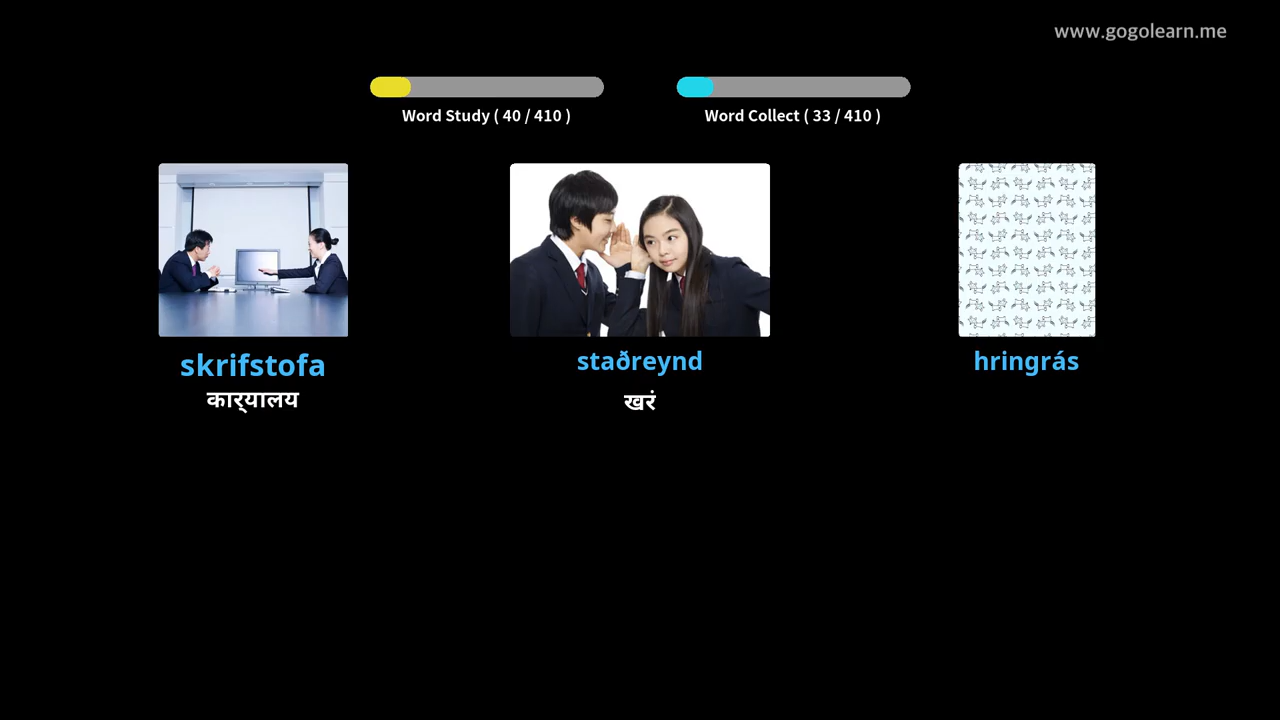 www.gogolearn.me
Word Study ( 40 / 410 )
Word Collect ( 33 / 410 )
skrifstofa
कार्‍यालय
staðreynd
खरं
hringrás